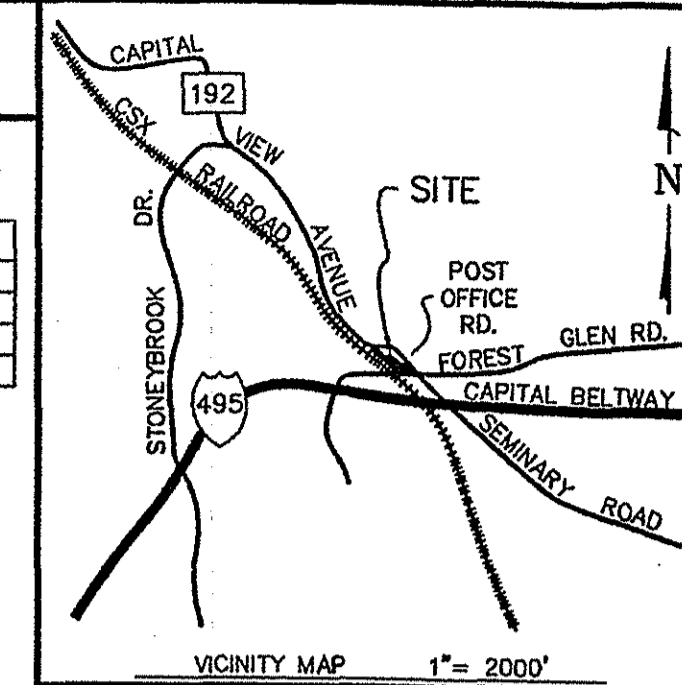 CAPITAL
192
VIEW
AVENUE
CSX
RAILROAD
STONEYBROOK DR.
SITE
N
POST
OFFICE
RD.
FOREST GLEN RD.
495
CAPITAL BELTWAY
SEMINARY ROAD
VICINITY MAP 1"= 2000'